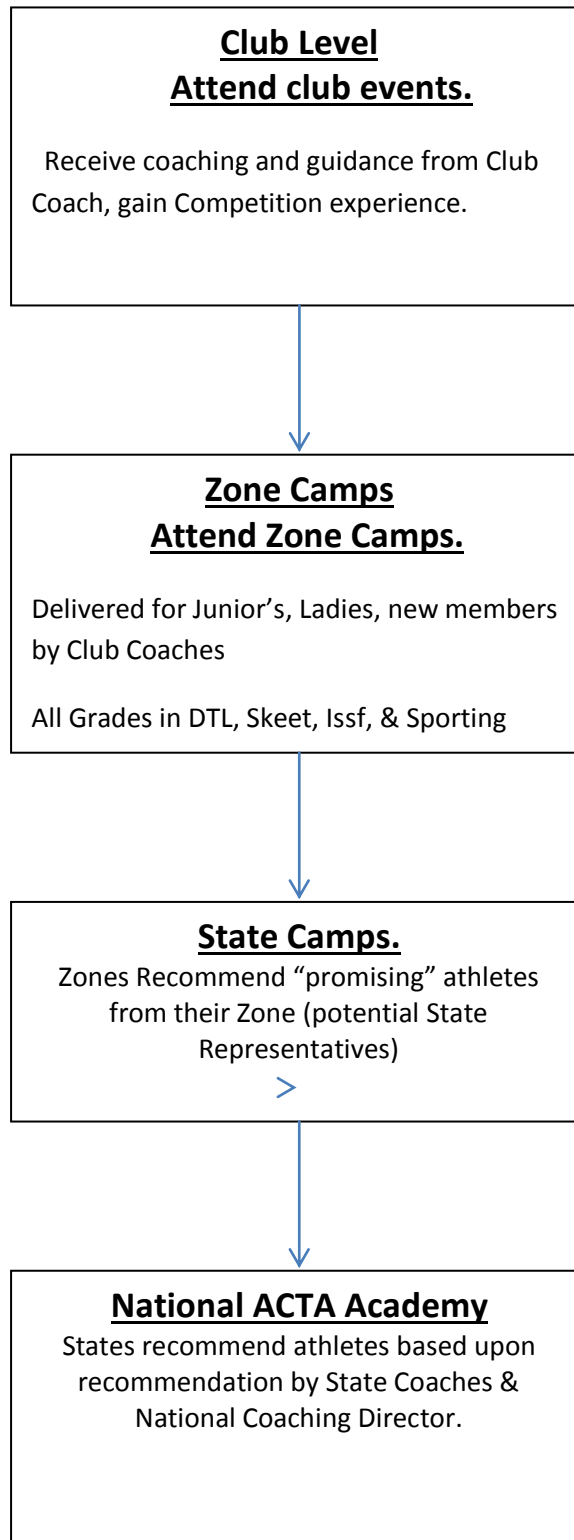 Club Level
Attend club events.
Receive coaching and guidance from Club
Coach, gain Competition experience.
Zone Camps
Attend Zone Camps.
Delivered for Junior’s, Ladies, new members
by Club Coaches
All Grades in DTL, Skeet, Issf, & Sporting
State Camps.
Zones Recommend “promising” athletes
from their Zone (potential State
Representatives)
National ACTA Academy
States recommend athletes based upon
recommendation by State Coaches &
National Coaching Director.